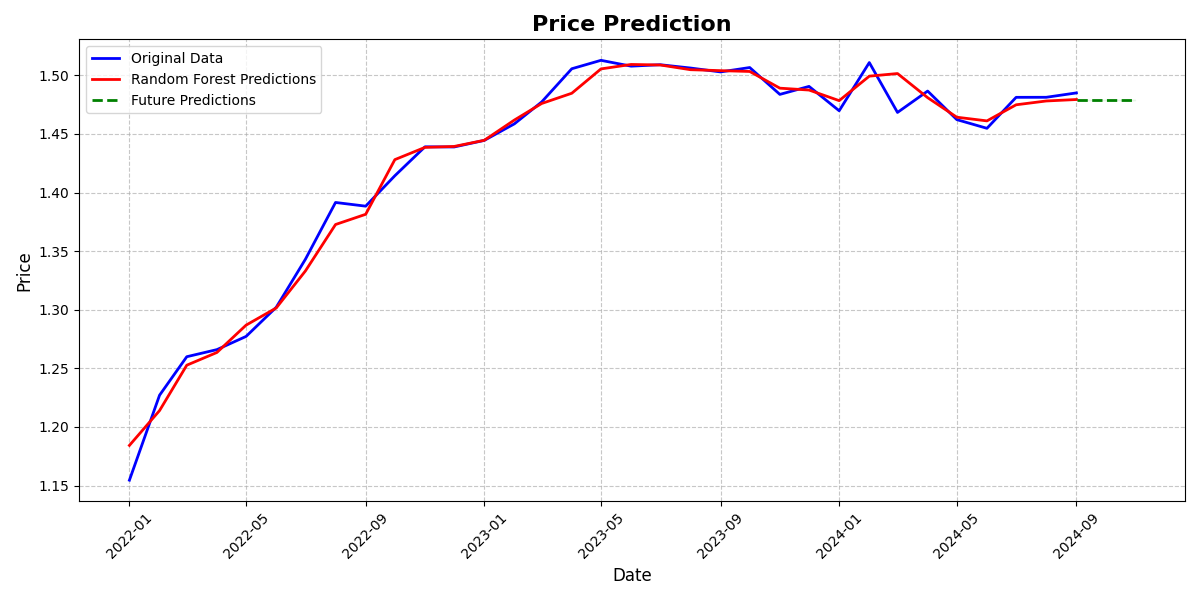 Price Prediction
Original Data
Random Forest Predictions
Future Predictions
Price
1.50
1.45
1.40
1.35
1.30
1.25
1.20
1.15
2022-01
2022-05
2022-09
2023-01
2023-05
2023-09
2024-01
2024-05
2024-09
Date